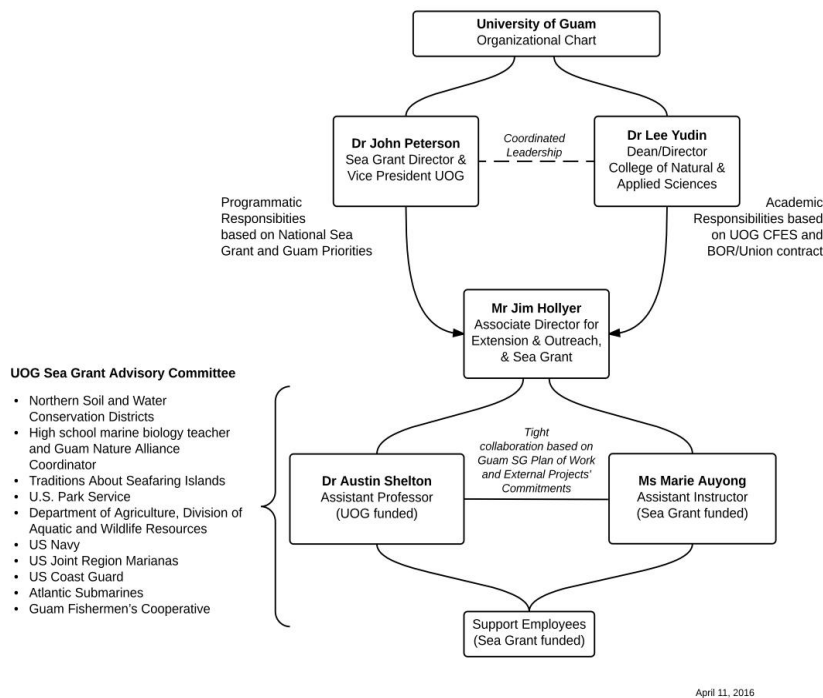 University of Guam
Organizational Chart
Dr John Peterson
Sea Grant Director &
Vice President UOG
Coordinated
Leadership
Dr Lee Yudin
Dean/Director
College of Natural &
Applied Sciences
Programmatic
Responsibities
based on National Sea
Grant and Guam Priorities
Academic
Responsibilities based
on UOG CFES and
BOR/Union contract
Mr Jim Hollyer
Associate Director for
Extension & Outreach,
& Sea Grant
UOG Sea Grant Advisory Committee
• Northern Soil and Water
Conservation Districts
• High school marine biology teacher
and Guam Nature Alliance
Coordinator
• Traditions About Seafaring Islands
• U.S. Park Service
• Department of Agriculture, Division of
Aquatic and Wildlife Resources
• US Navy
• US Joint Region Marianas
• US Coast Guard
• Atlantic Submarines
• Guam Fishermen's Cooperative
Dr Austin Shelton
Assistant Professor
(UOG funded)
Tight
collaboration based on
Guam SG Plan of Work
and External Projects'
Commitments
Ms Marie Auyong
Assistant Instructor
(Sea Grant funded)
Support Employees
(Sea Grant funded)
April 11, 2016